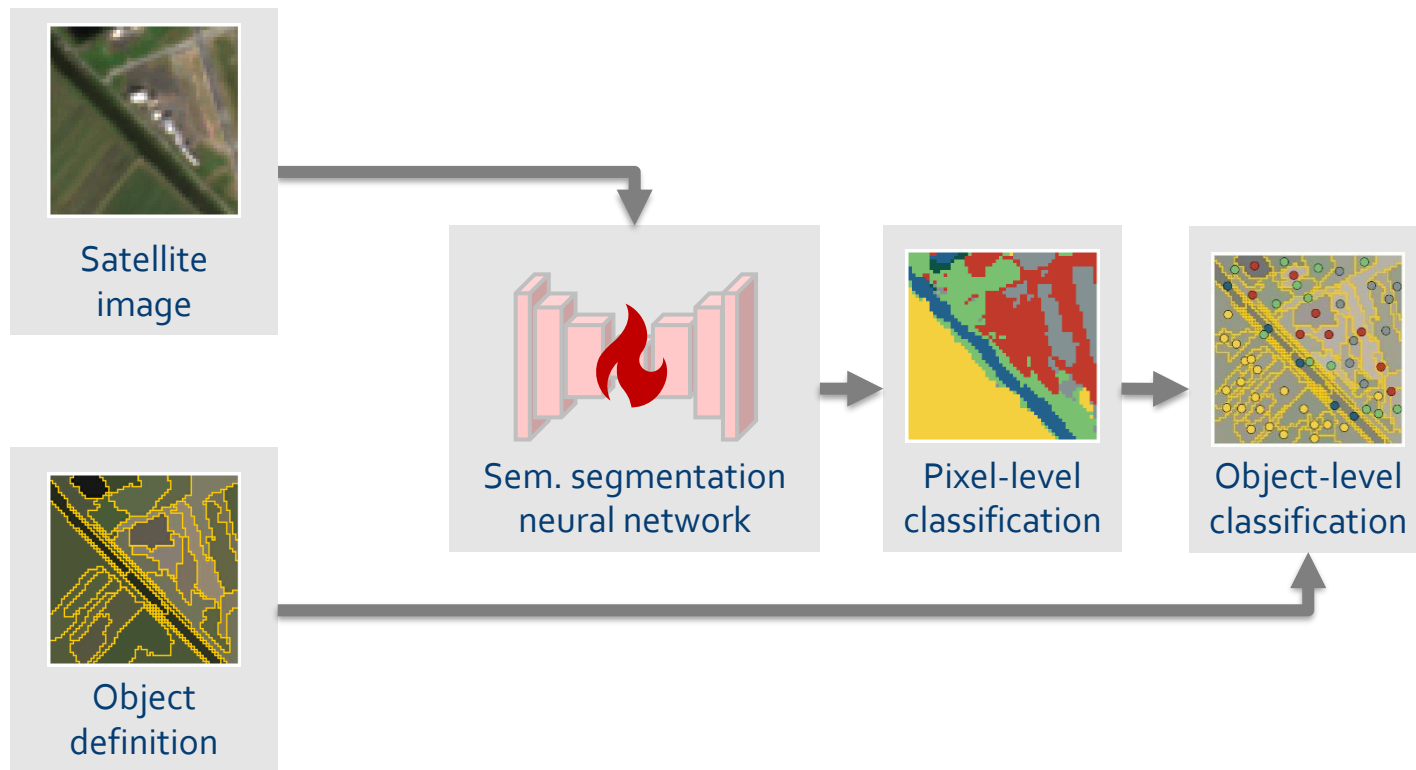 Satellite
image
Sem. segmentation
neural network
Pixel-level
classification
Object-level
classification
Object
definition